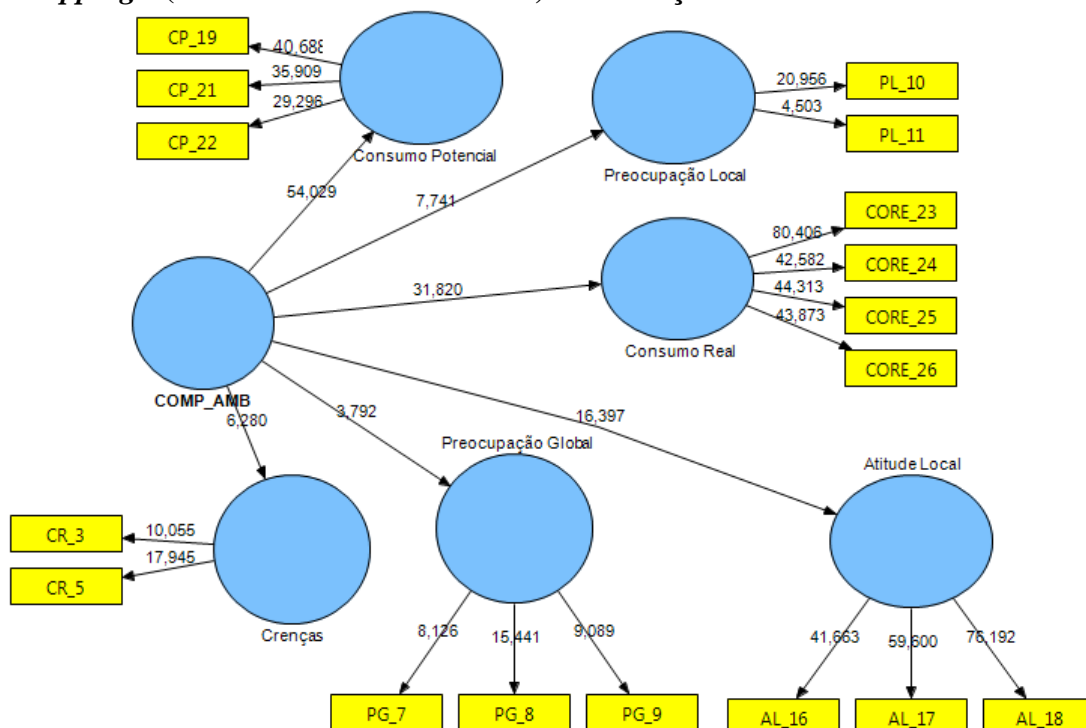 CP_19
40,688
CP_21
35,909
CP_22
29,296
Consumo Potencial
54,029
20,956
PL_10
4,503
PL_11
Preocupação Local
7,741
CORE_23
80,406
CORE_24
42,582
CORE_25
44,313
CORE_26
43,873
Consumo Real
31,820
COMP_AMB
6,280
3,792
16,397
Preocupação Global
Atitude Local
CR_3
10,055
CR_5
17,945
Crenças
8,126
15,441
9,089
41,663
59,600
76,192
PG_7
PG_8
PG_9
AL_16
AL_17
AL_18